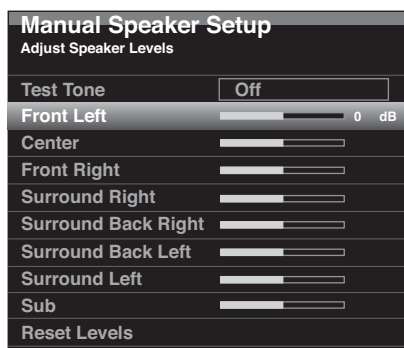 Manual Speaker Setup
Adjust Speaker Levels
Test Tone Off
Front Left 0 dB
Center
Front Right
Surround Right
Surround Back Right
Surround Back Left
Surround Left
Sub
Reset Levels